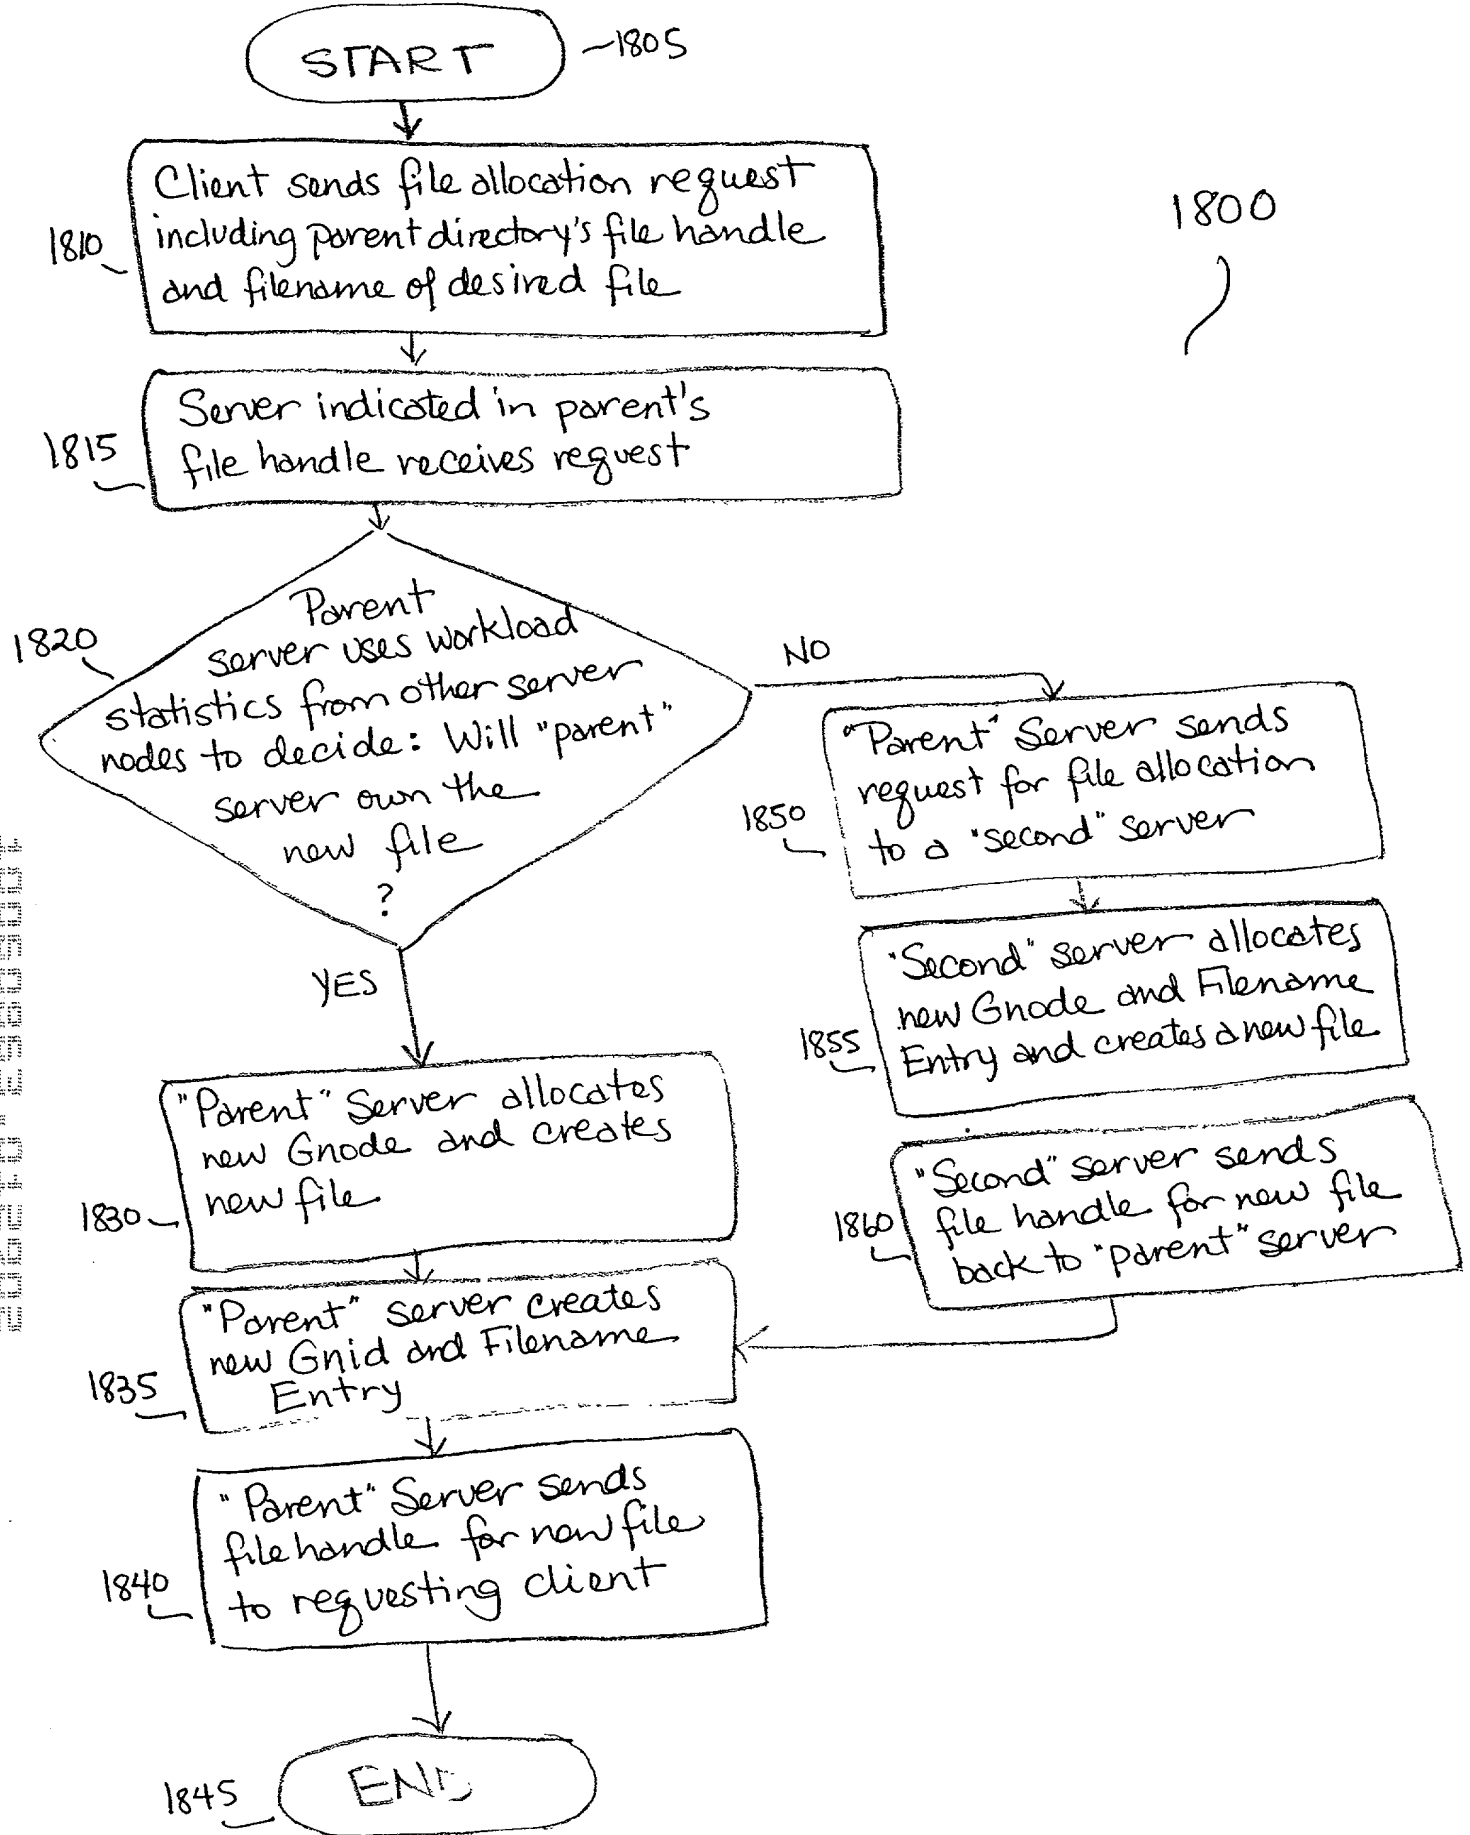 START
1805
Client sends file allocation request
including parent directory's file handle
and filename of desired file
1810
1800
Server indicated in parent's
file handle receives request
1815
Parent
server uses workload
statistics from other server
nodes to decide: Will "parent"
server own the
new file
?
1820
NO
YES
"Parent" Server sends
request for file allocation
to a "second" server
1850
"Second" server allocates
new Gnode and Filename
Entry and creates a new file
1855
"Second" server sends
file handle for new file
back to "parent" server
1860
"Parent" Server allocates
new Gnode and creates
new file
1830
"Parent" server creates
new Gnid and Filename
Entry
1835
"Parent" Server sends
file handle for new file
to requesting client
1840
END
1845